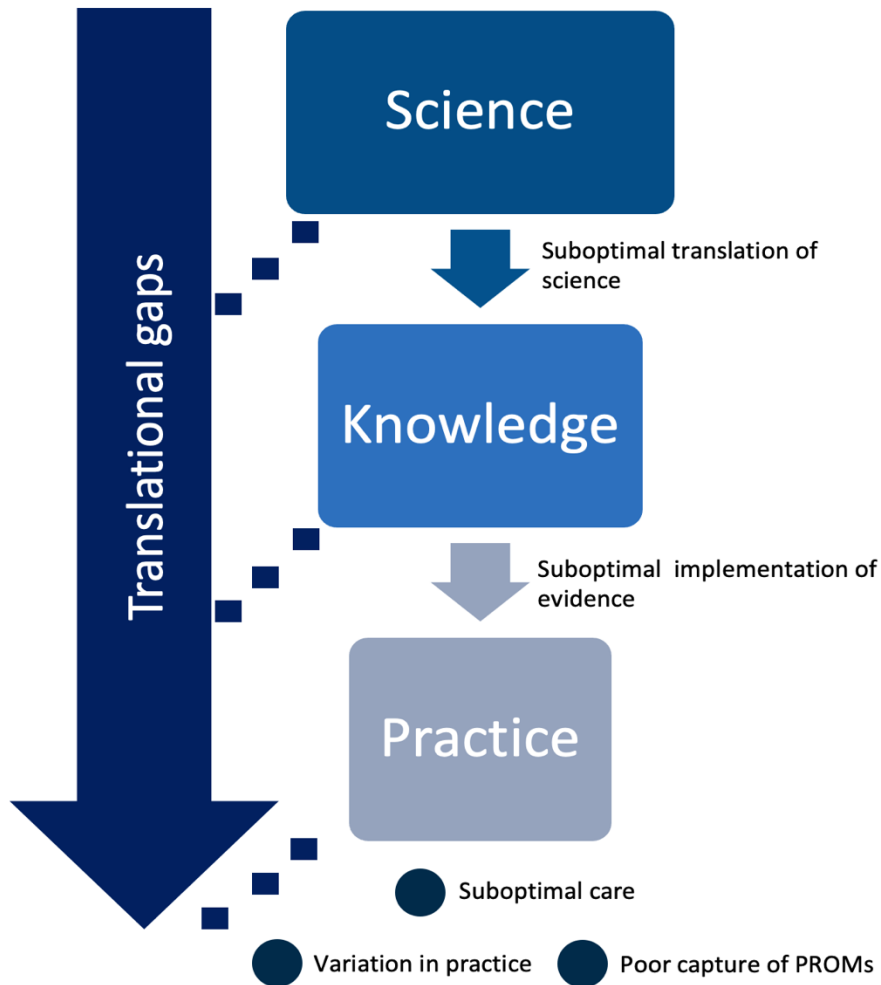 Science
Suboptimal translation of
science
Translational gaps
Knowledge
Suboptimal  implementation of
evidence
Practice
Suboptimal care
Variation in practice
Poor capture of PROMs